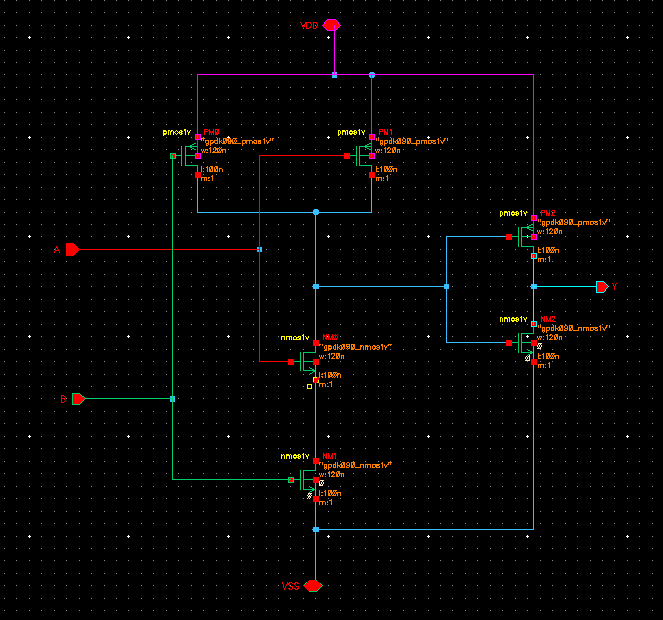 VDD
pmos1v PM0
"gpdk090_pmos1v"
w:120n
l:100n
m:1
pmos1v PM1
"gpdk090_pmos1v"
w:120n
l:100n
m:1
pmos1v PM2
"gpdk090_pmos1v"
w:120n
l:100n
m:1
A
Y
nmos1v
"gpdk090_nmos1v"
w:120n
l:100n
m:1
nmos1v NM2
"gpdk090_nmos1v"
w:120n
l:100n
m:1
B
nmos1v NM1
"gpdk090_nmos1v"
w:120n
l:100n
m:1
VSS